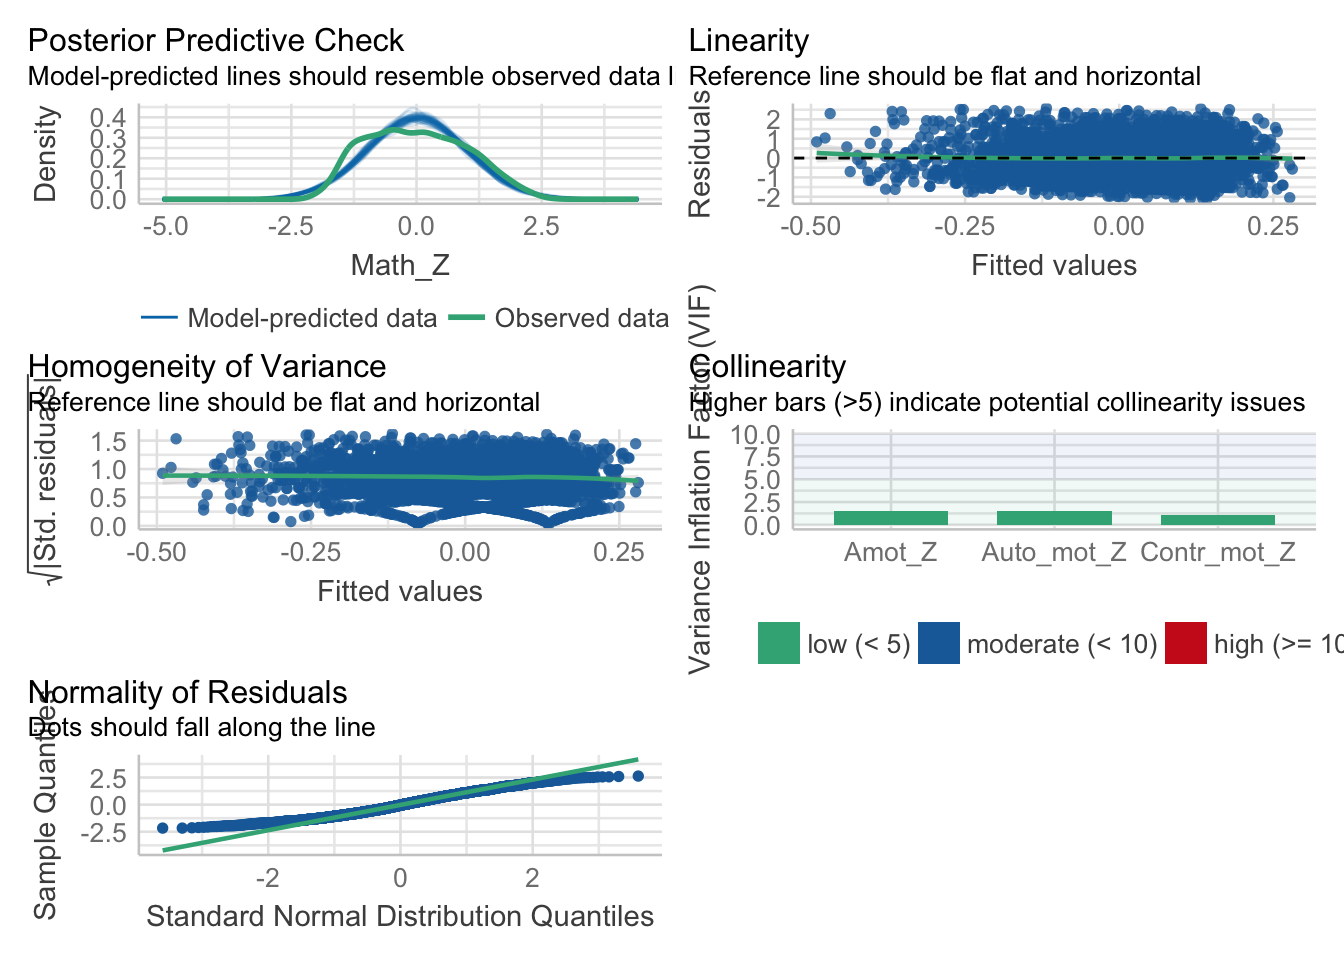 Posterior Predictive Check
Model-predicted lines should resemble observed data l
Density
0.4
0.3
0.2
0.1
0.0
-5.0 -2.5 0.0 2.5
Math_Z
Model-predicted data Observed data
Linearity
Reference line should be flat and horizontal
Residuals
2
1
0
-1
-2
-0.50 -0.25 0.00 0.25
Fitted values
Homogeneity of Variance
Reference line should be flat and horizontal
√|Std. residuals|
1.5
1.0
0.5
0.0
-0.50 -0.25 0.00 0.25
Fitted values
Collinearity
Higher bars (>5) indicate potential collinearity issues
Variance Inflation Factor (VIF)
10.0
7.5
5.0
2.5
0.0
Amot_Z Auto_mot_Z Contr_mot_Z
low (< 5) moderate (< 10) high (>= 10
Normality of Residuals
Dots should fall along the line
Sample Quantiles
2.5
0.0
-2.5
-2 0 2
Standard Normal Distribution Quantiles